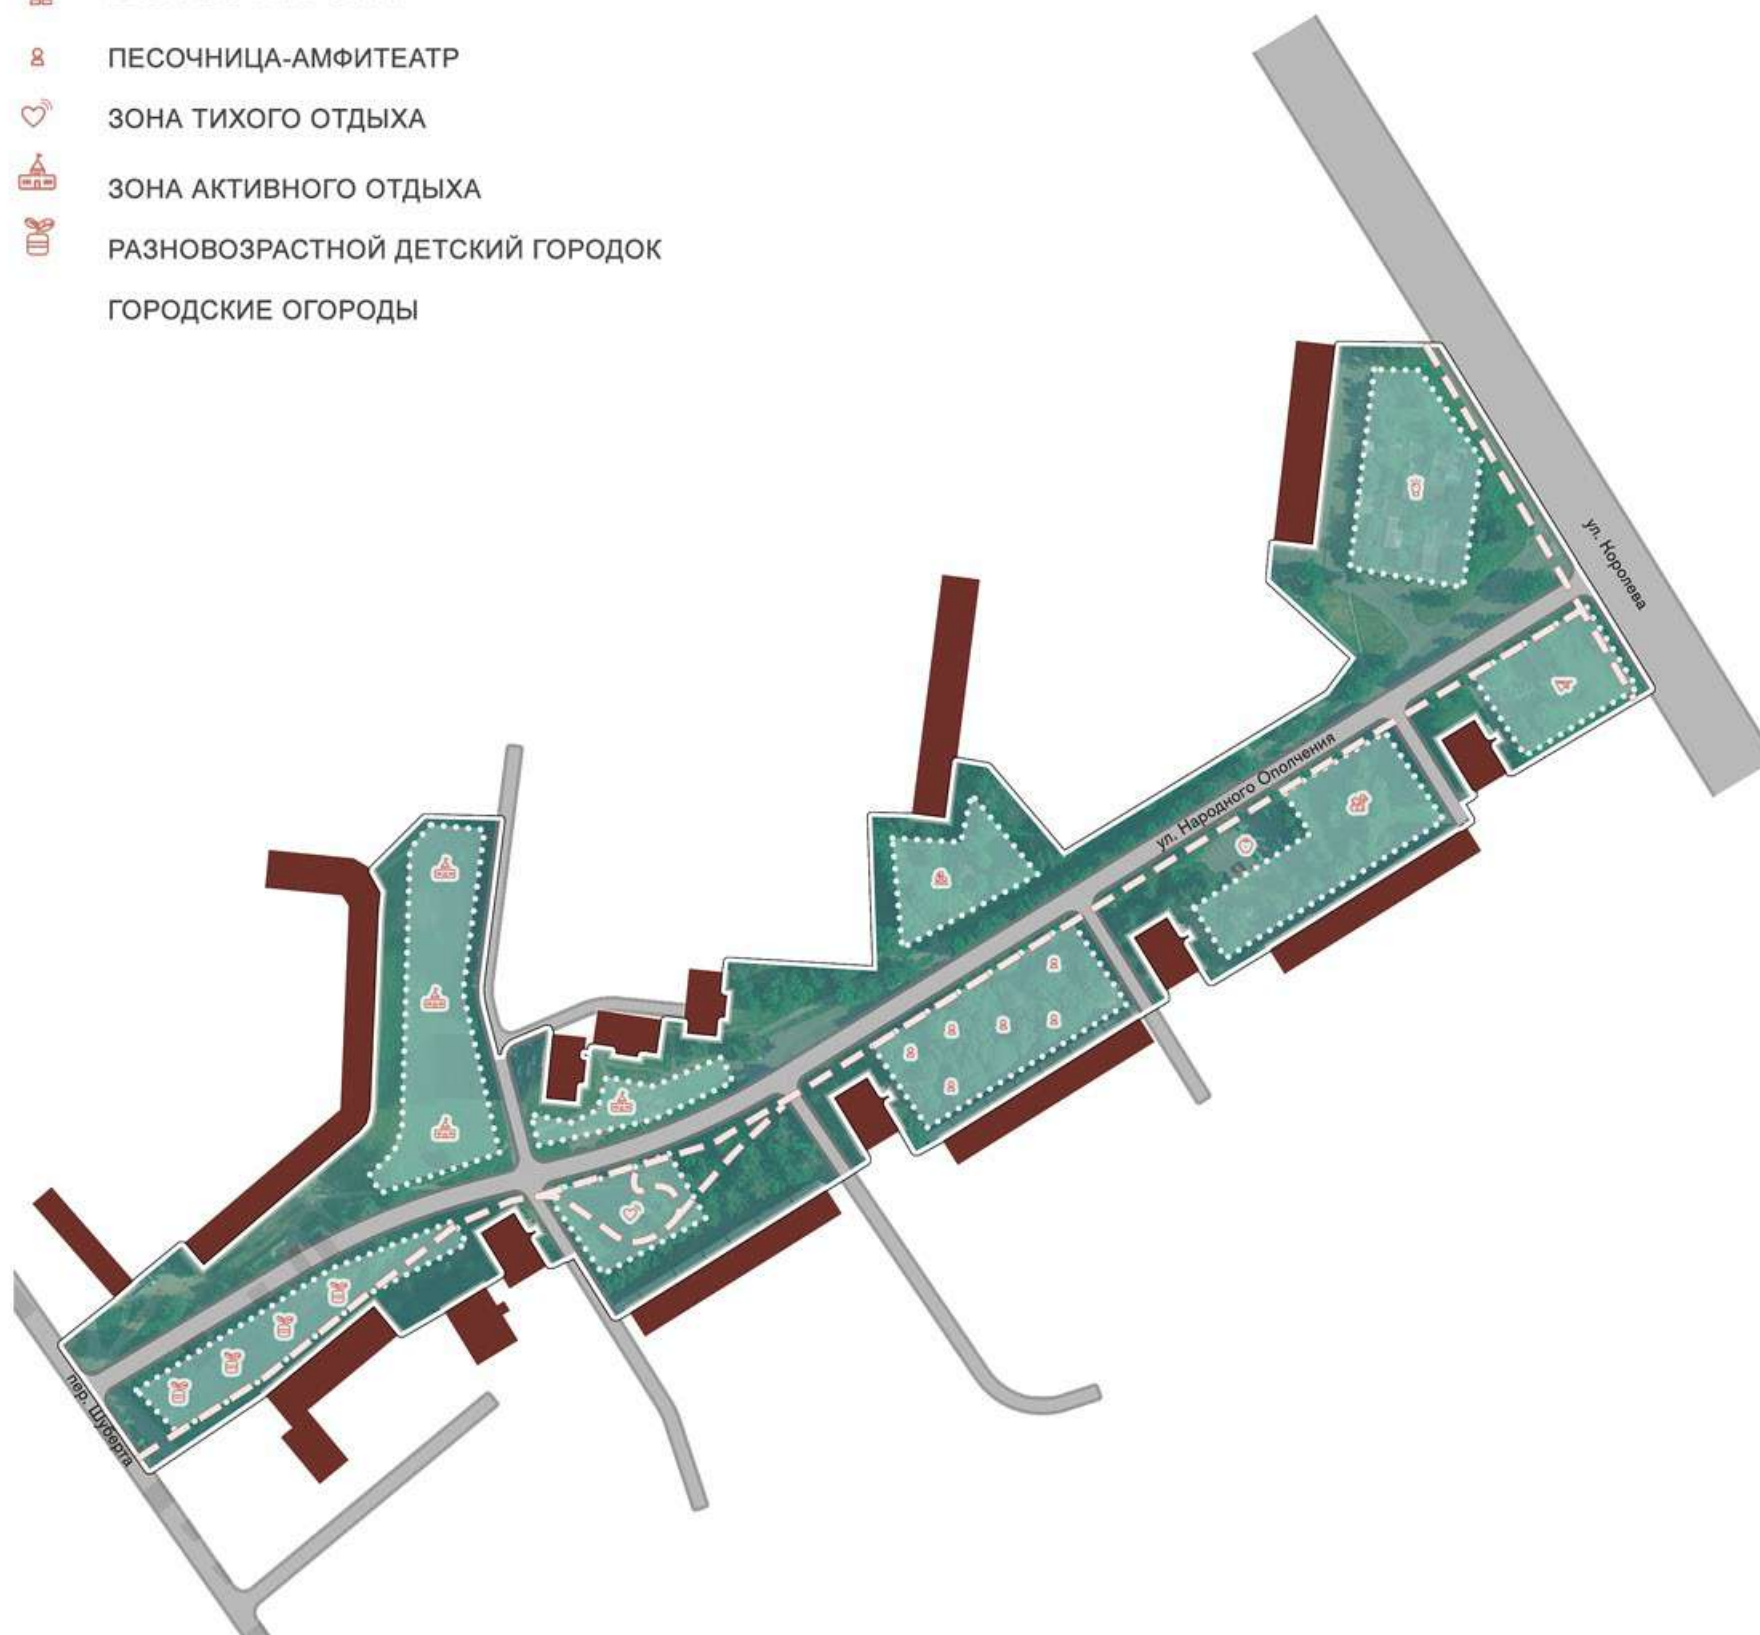 ПЕСОЧНИЦА-АМФИТЕАТР
ЗОНА ТИХОГО ОТДЫХА
ЗОНА АКТИВНОГО ОТДЫХА
РАЗНОВОЗРАСТНОЙ ДЕТСКИЙ ГОРОДОК
ГОРОДСКИЕ ОГОРОДЫ
ул. Королева
ул. Народного Ополчения
пер. Шуберта